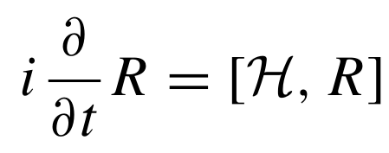 i ∂/∂t R = [ℋ, R]